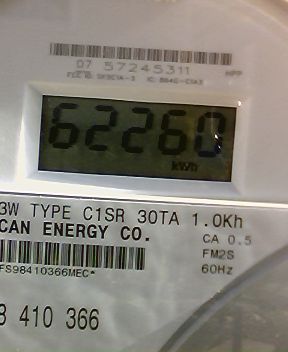 07 57245311
62260
kWh
3W TYPE C1SR 30TA 1.0Kh
CAN ENERGY CO.
CA 0.5
FM2S
60Hz
FS98410366MEC*
8 410 366